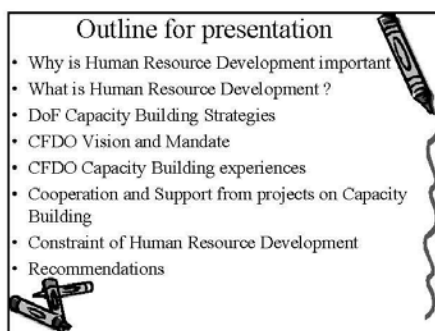 Outline for presentation
• Why is Human Resource Development important
• What is Human Resource Development ?
• DoF Capacity Building Strategies
• CFDO Vision and Mandate
• CFDO Capacity Building experiences
• Cooperation and Support from projects on Capacity
Building
• Constraint of Human Resource Development
• Recommendations